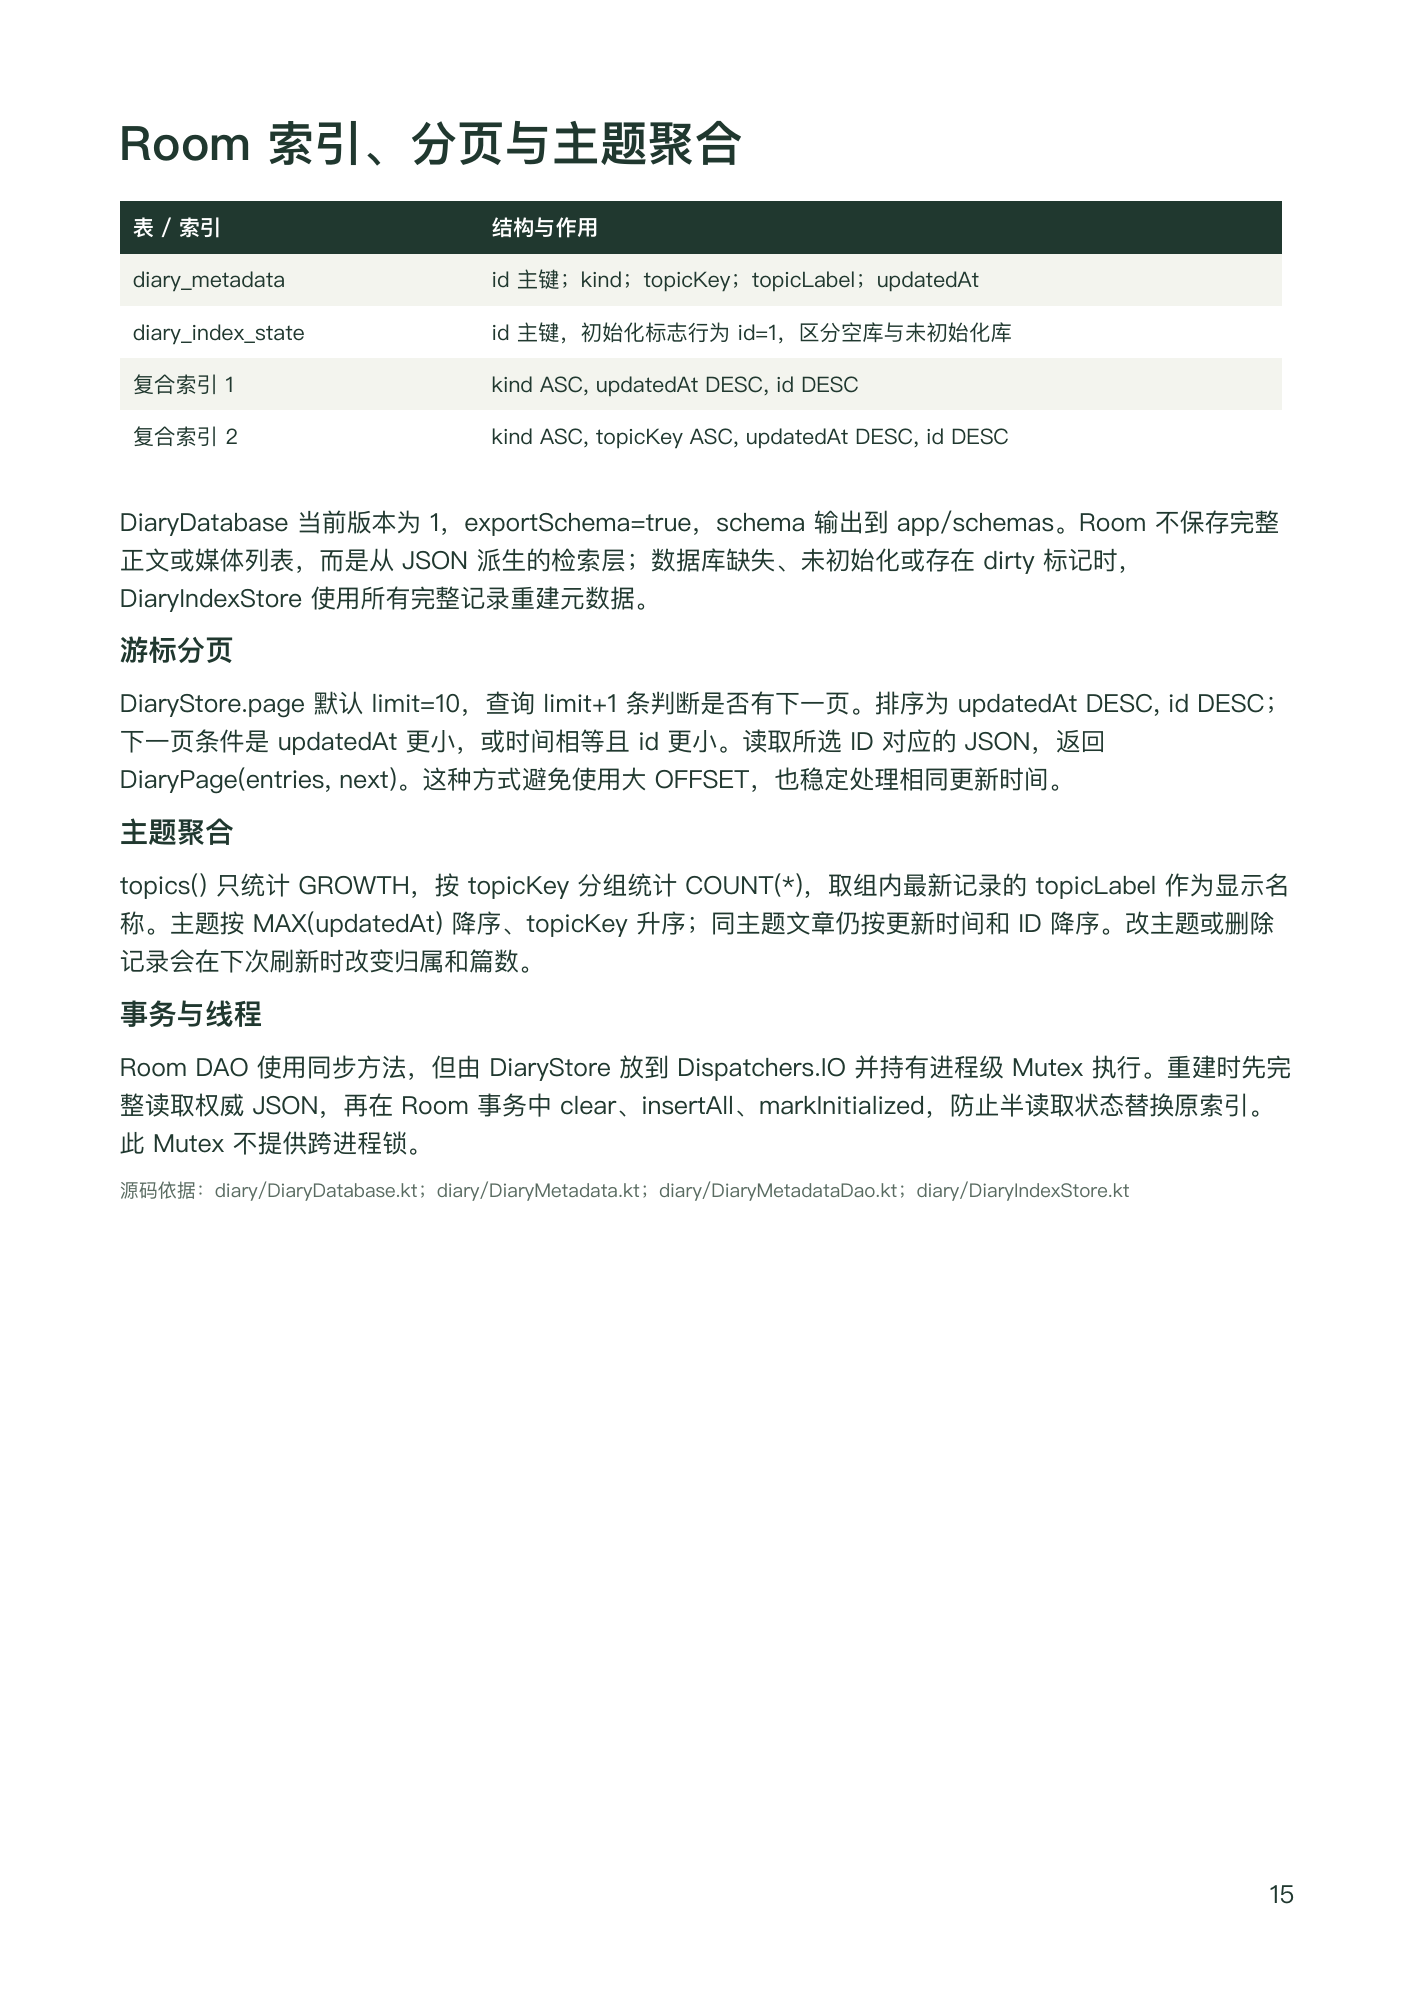 Room 索引、分页与主题聚合
表 / 索引 结构与作用
diary_metadata id 主键；kind；topicKey；topicLabel；updatedAt
diary_index_state id 主键，初始化标志行为 id=1，区分空库与未初始化库
复合索引 1 kind ASC, updatedAt DESC, id DESC
复合索引 2 kind ASC, topicKey ASC, updatedAt DESC, id DESC
DiaryDatabase 当前版本为 1，exportSchema=true，schema 输出到 app/schemas。Room 不保存完整
正文或媒体列表，而是从 JSON 派生的检索层；数据库缺失、未初始化或存在 dirty 标记时，
DiaryIndexStore 使用所有完整记录重建元数据。
游标分页
DiaryStore.page 默认 limit=10，查询 limit+1 条判断是否有下一页。排序为 updatedAt DESC, id DESC；
下一页条件是 updatedAt 更小，或时间相等且 id 更小。读取所选 ID 对应的 JSON，返回
DiaryPage(entries, next)。这种方式避免使用大 OFFSET，也稳定处理相同更新时间。
主题聚合
topics() 只统计 GROWTH，按 topicKey 分组统计 COUNT(*)，取组内最新记录的 topicLabel 作为显示名
称。主题按 MAX(updatedAt) 降序、topicKey 升序；同主题文章仍按更新时间和 ID 降序。改主题或删除
记录会在下次刷新时改变归属和篇数。
事务与线程
Room DAO 使用同步方法，但由 DiaryStore 放到 Dispatchers.IO 并持有进程级 Mutex 执行。重建时先完
整读取权威 JSON，再在 Room 事务中 clear、insertAll、markInitialized，防止半读取状态替换原索引。
此 Mutex 不提供跨进程锁。
源码依据：diary/DiaryDatabase.kt；diary/DiaryMetadata.kt；diary/DiaryMetadataDao.kt；diary/DiaryIndexStore.kt
15